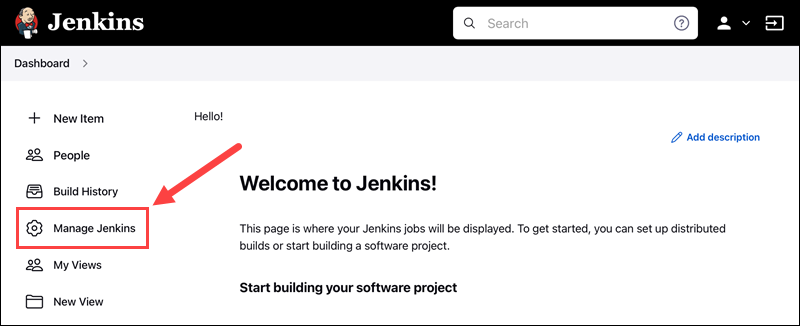 Jenkins
Search
Dashboard
New Item
People
Build History
Manage Jenkins
My Views
New View
Hello!
Add description
Welcome to Jenkins!
This page is where your Jenkins jobs will be displayed. To get started, you can set up distributed
builds or start building a software project.
Start building your software project